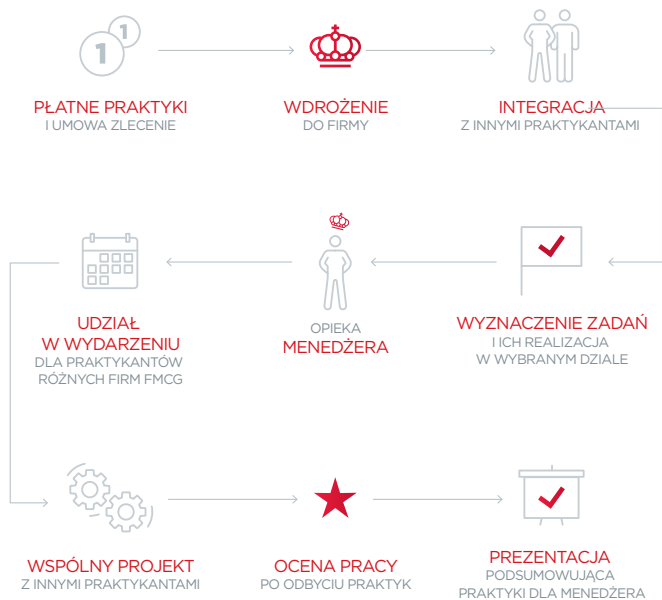 1
1
PŁATNE PRAKTYKI
I UMOWA ZLECENIE
WDROŻENIE
DO FIRMY
INTEGRACJA
Z INNYMI PRAKTYKANTAMI
WYZNACZENIE ZADAŃ
I ICH REALIZACJA
W WYBRANYM DZIALE
OPIEKA
MENEDŻERA
UDZIAŁ
W WYDARZENIU
DLA PRAKTYKANTÓW
RÓŻNYCH FIRM FMCG
WSPÓLNY PROJEKT
Z INNYMI PRAKTYKANTAMI
OCENA PRACY
PO ODBYCIU PRAKTYK
PREZENTACJA
PODSUMOWUJĄCA
PRAKTYKI DLA MENEDŻERA